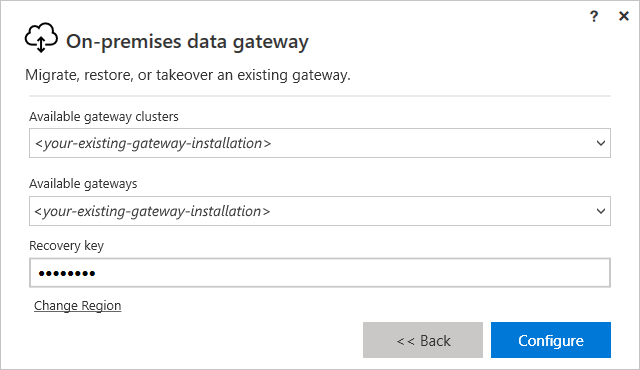 ? ×
On-premises data gateway
Migrate, restore, or takeover an existing gateway.
Available gateway clusters
<your-existing-gateway-installation>
Available gateways
<your-existing-gateway-installation>
Recovery key
••••••••
Change Region
<< Back Configure